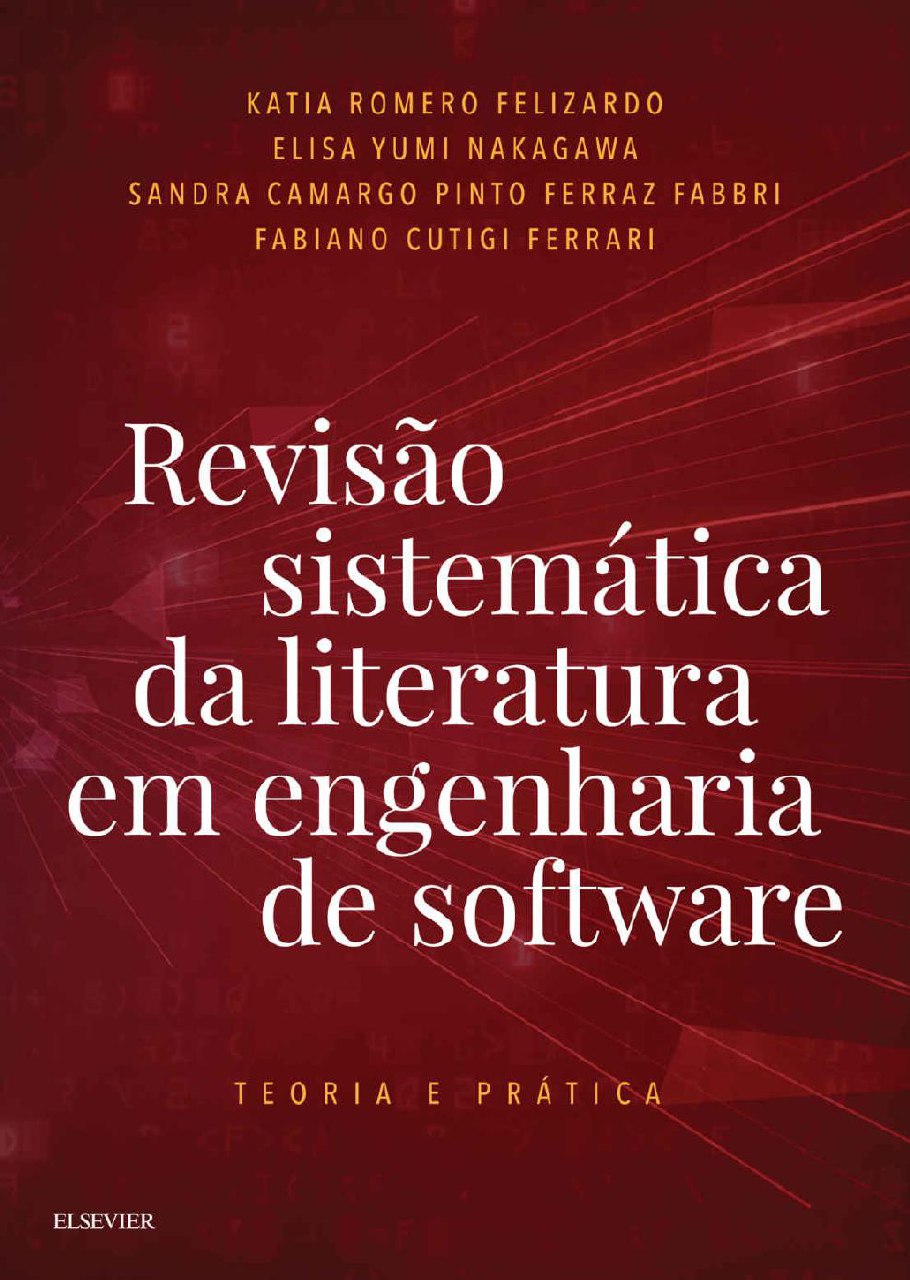 KATIA ROMERO FELIZARDO
ELISA YUMI NAKAGAWA
SANDRA CAMARGO PINTO FERRAZ FABBRI
FABIANO CUTIGI FERRARI
Revisão
sistemática
da literatura
em engenharia
de software
TEORIA E PRÁTICA
ELSEVIER